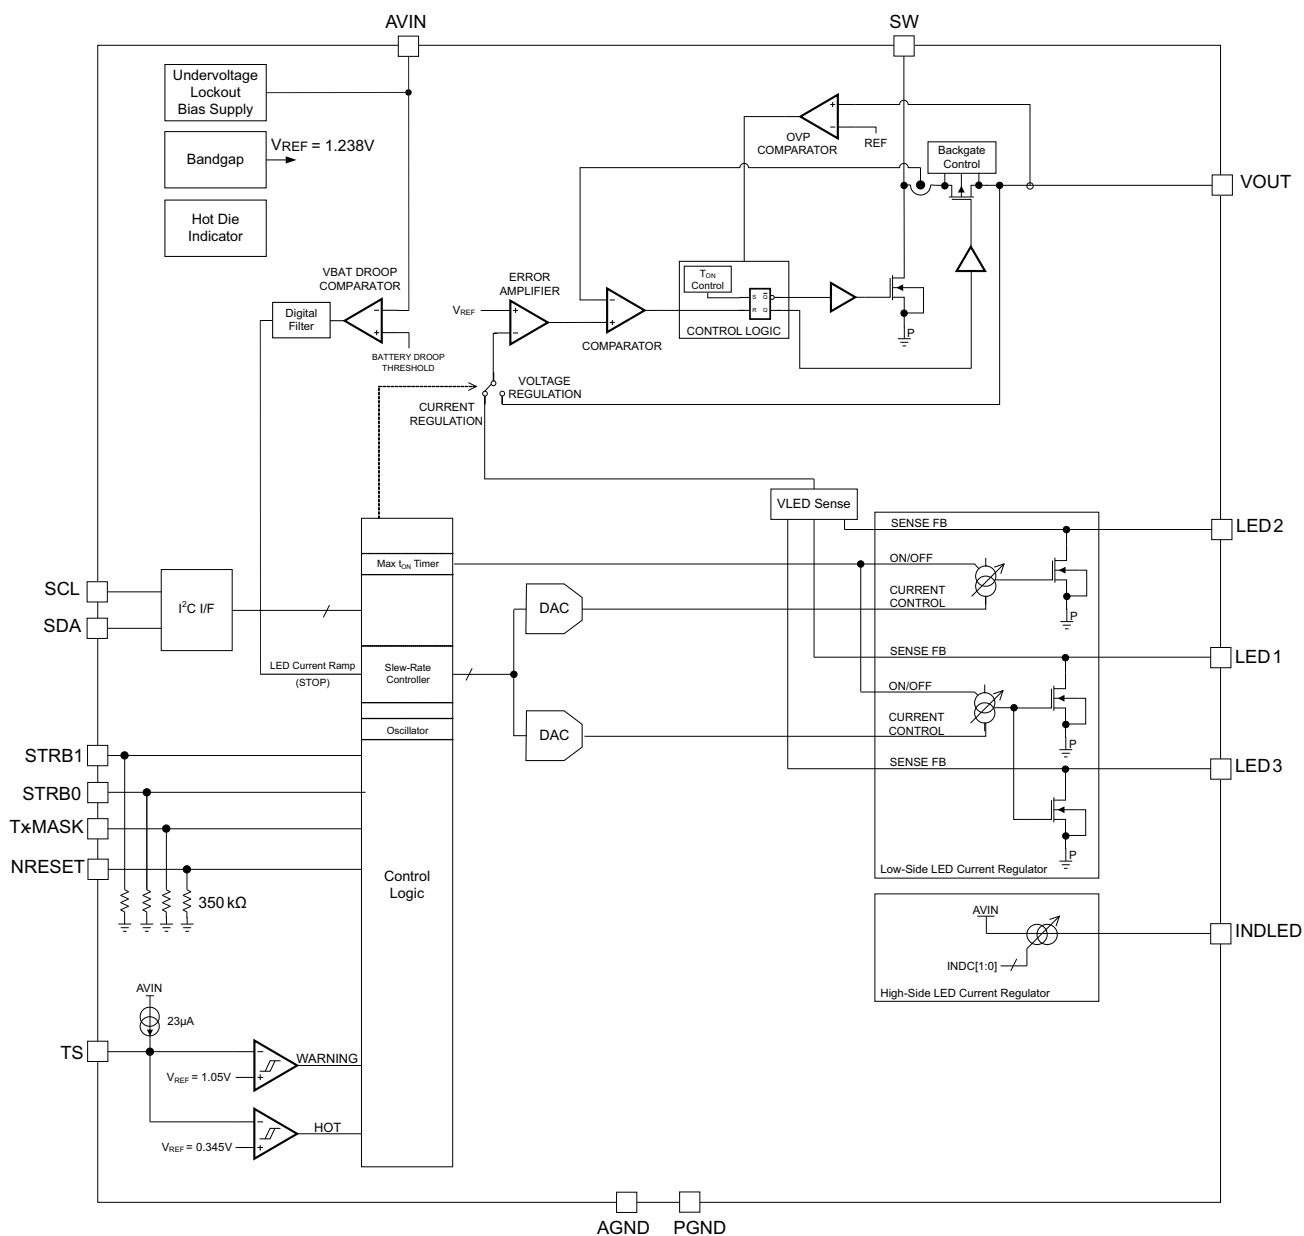 AVIN
SW
Undervoltage
Lockout
Bias Supply
Bandgap
VREF = 1.238V
Hot Die
Indicator
OVP
COMPARATOR
+
−
REF
Backgate
Control
VOUT
VBAT DROOP
COMPARATOR
−
+
Digital
Filter
BATTERY DROOP
THRESHOLD
ERROR
AMPLIFIER
VREF
+
−
−
+
COMPARATOR
TON
Control
S Q
R Q
CONTROL LOGIC
P
VOLTAGE
REGULATION
CURRENT
REGULATION
VLED Sense
SENSE FB
LED2
Max tON Timer
ON/OFF
SCL
SDA
I2C I/F
DAC
CURRENT
CONTROL
P
SENSE FB
LED1
LED Current Ramp
(STOP)
Slew-Rate
Controller
ON/OFF
Oscillator
DAC
CURRENT
CONTROL
P
STRB1
SENSE FB
LED3
STRB0
Tx-MASK
P
NRESET
Control
Logic
Low-Side LED Current Regulator
350 kΩ
AVIN
INDLED
INDC[1:0]
High-Side LED Current Regulator
AVIN
23µA
TS
−
WARNING
VREF = 1.05V
+
−
HOT
VREF = 0.345V
+
AGND
PGND